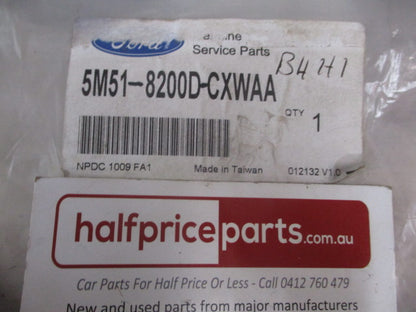 Ford
Service Parts
B4H1
5M51-8200D-CXWAA
QTY 1
NPDC 1009 FA1 Made in Taiwan 012132 V1.0
halfpriceparts.com.au
Car Parts For Half Price Or Less - Call 0412 760 479
New and used parts from major manufacturers